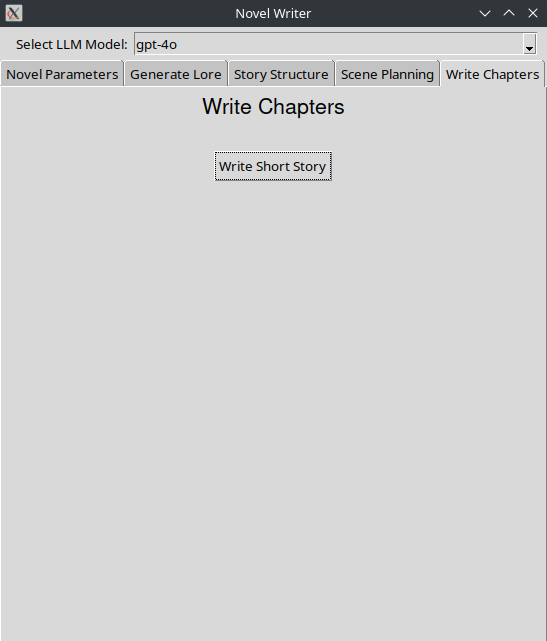 Novel Writer
Select LLM Model: gpt-4o
Novel Parameters Generate Lore Story Structure Scene Planning Write Chapters
Write Chapters
Write Short Story